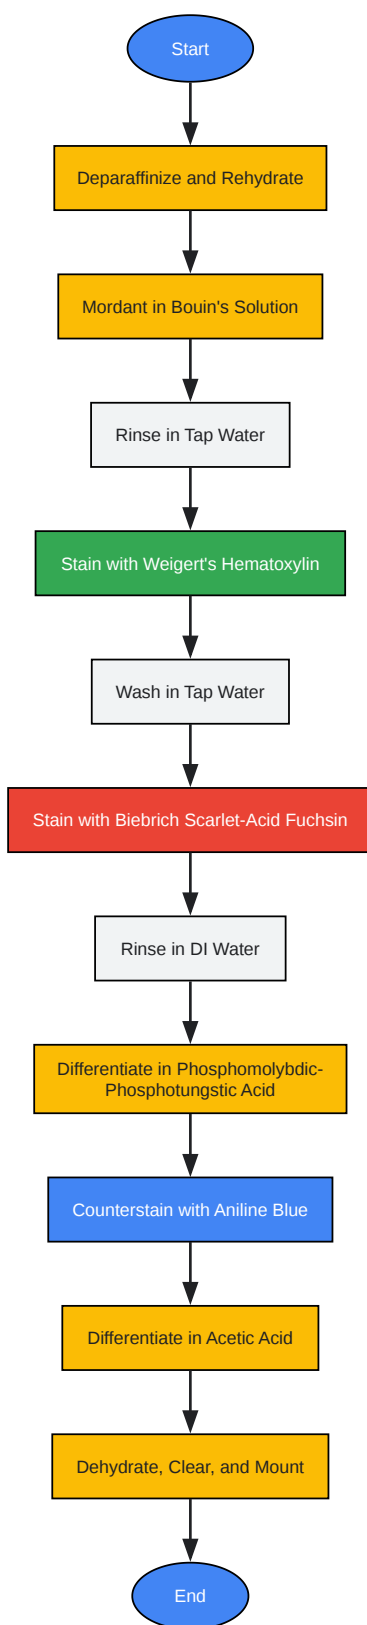 Start
Deparaffinize and Rehydrate
Mordant in Bouin's Solution
Rinse in Tap Water
Stain with Weigert's Hematoxylin
Wash in Tap Water
Stain with Biebrich Scarlet-Acid Fuchsin
Rinse in DI Water
Differentiate in Phosphomolybdic-
Phosphotungstic Acid
Counterstain with Aniline Blue
Differentiate in Acetic Acid
Dehydrate, Clear, and Mount
End